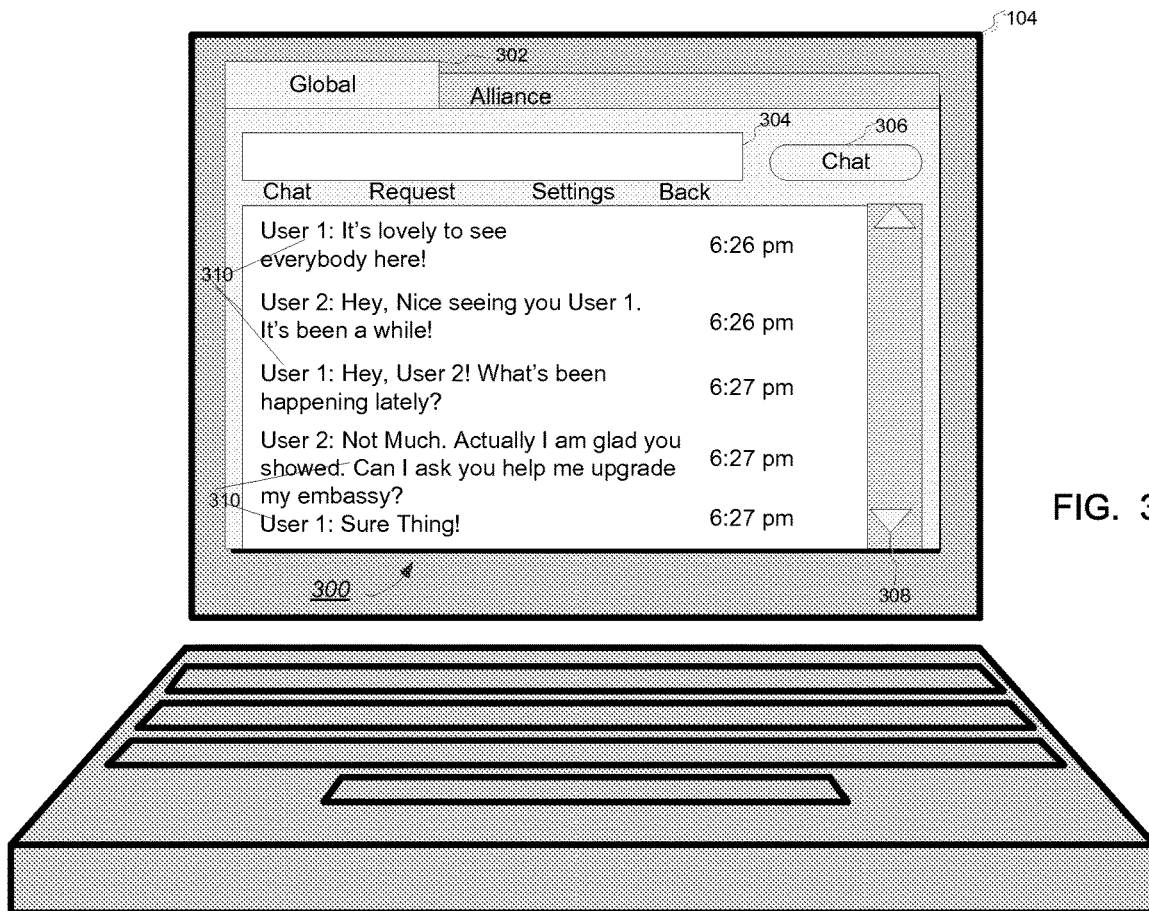 104
302
Global
Alliance
304
306
Chat
Chat Request Settings Back
User 1: It's lovely to see
everybody here!
6:26 pm
310
User 2: Hey, Nice seeing you User 1.
It's been a while!
6:26 pm
User 1: Hey, User 2! What's been
happening lately?
6:27 pm
User 2: Not Much. Actually I am glad you
showed. Can I ask you help me upgrade
my embassy?
6:27 pm
310
User 1: Sure Thing!
6:27 pm
FIG. 3
300
308